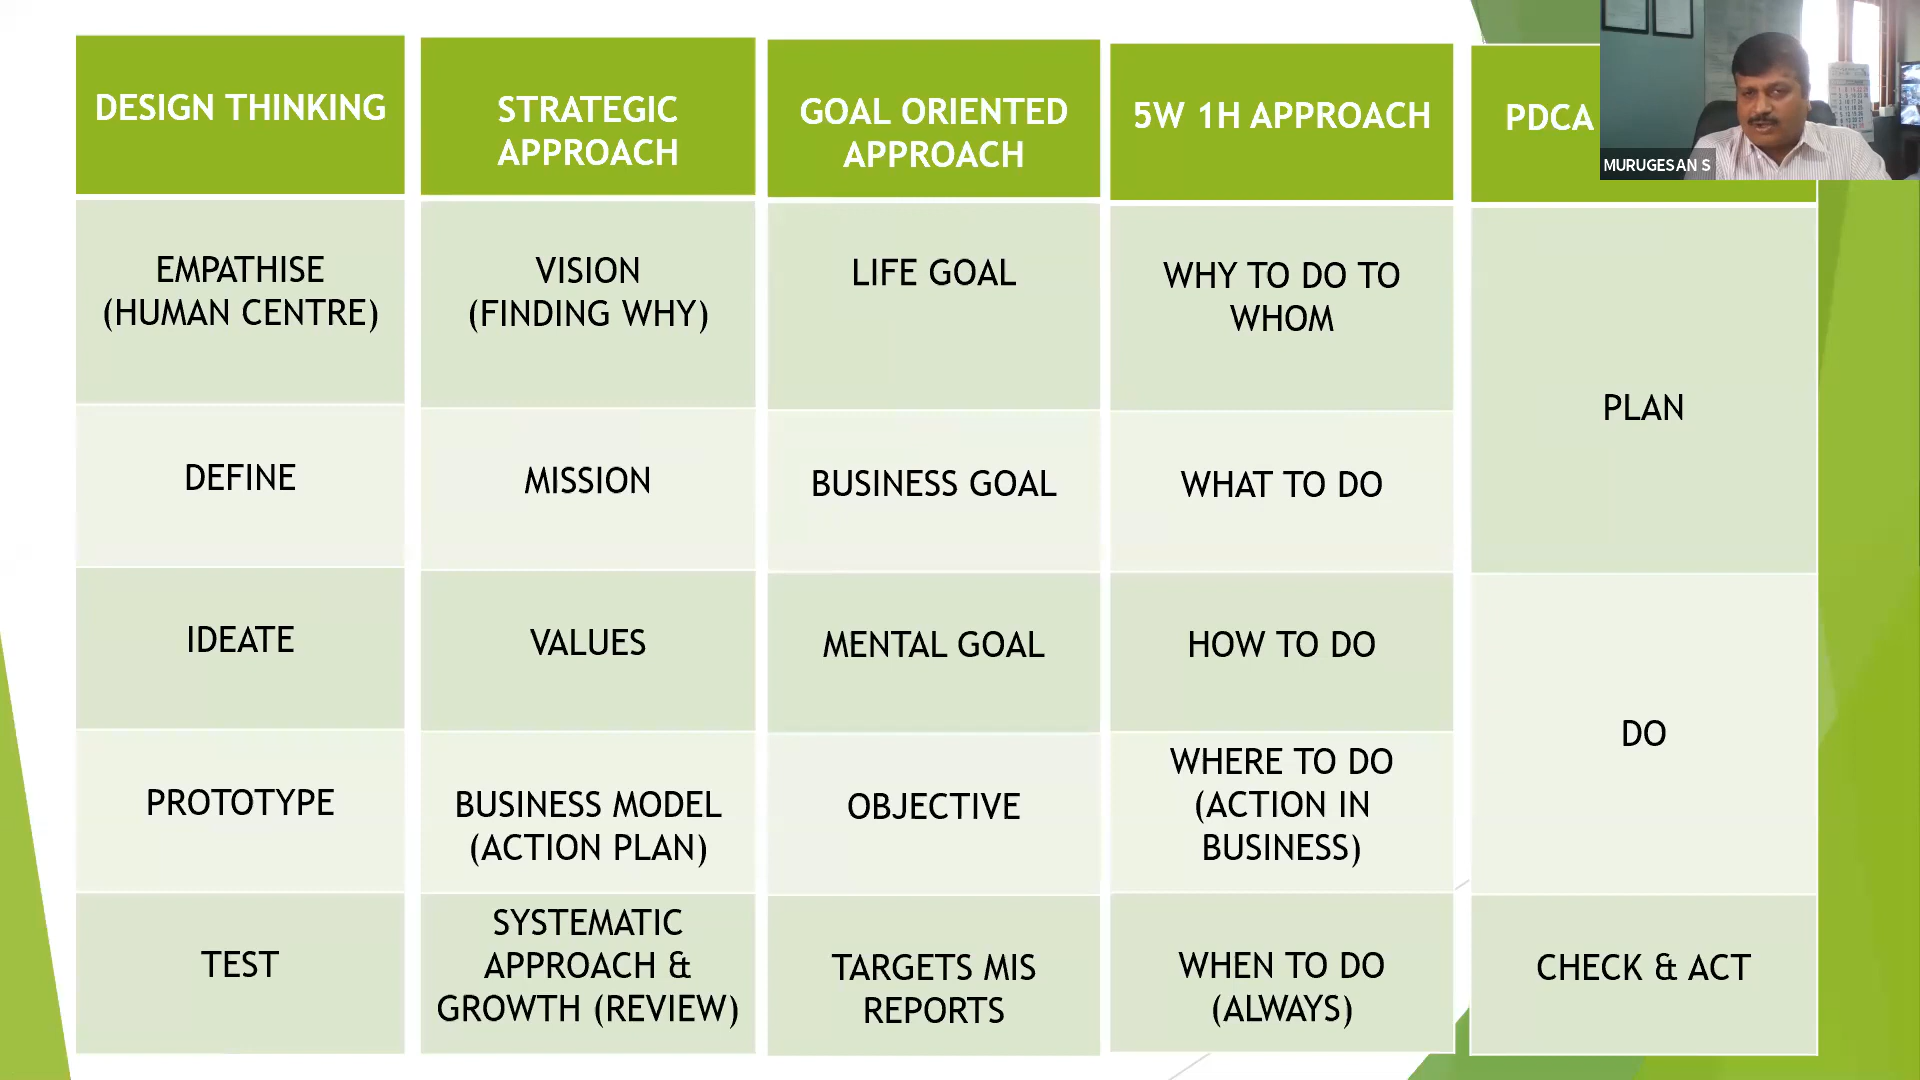 DESIGN THINKING
STRATEGIC
APPROACH
GOAL ORIENTED
APPROACH
5W 1H APPROACH
PDCA
MURUGESAN S
EMPATHISE
(HUMAN CENTRE)
VISION
(FINDING WHY)
LIFE GOAL
WHY TO DO TO
WHOM
PLAN
DEFINE
MISSION
BUSINESS GOAL
WHAT TO DO
IDEATE
VALUES
MENTAL GOAL
HOW TO DO
DO
PROTOTYPE
BUSINESS MODEL
(ACTION PLAN)
OBJECTIVE
WHERE TO DO
(ACTION IN
BUSINESS)
TEST
SYSTEMATIC
APPROACH &
GROWTH (REVIEW)
TARGETS MIS
REPORTS
WHEN TO DO
(ALWAYS)
CHECK & ACT